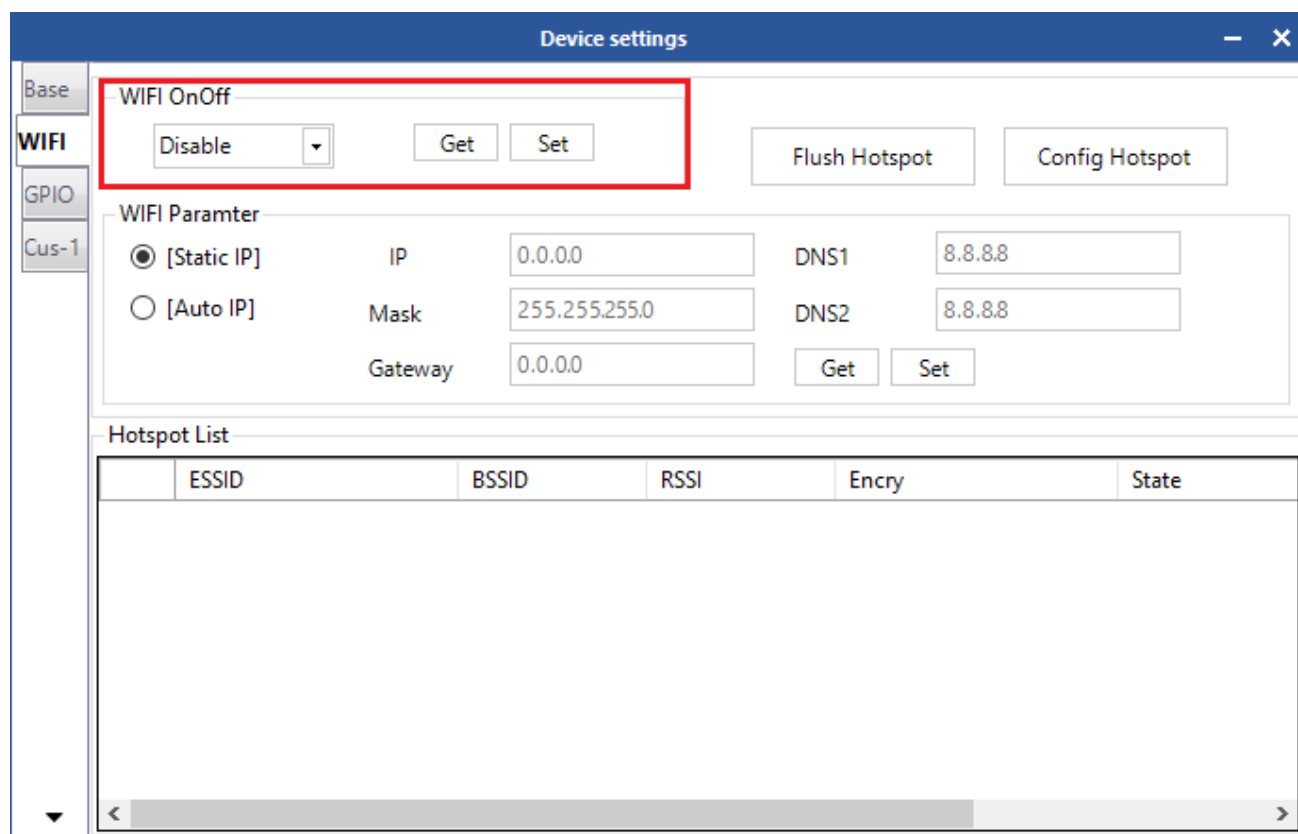 Device settings
Base
WIFI
GPIO
Cus-1
WIFI OnOff
Disable Get Set
Flush Hotspot Config Hotspot
WIFI Paramter
[Static IP] IP 0.0.0.0 DNS1 8.8.8.8
[Auto IP] Mask 255.255.255.0 DNS2 8.8.8.8
Gateway 0.0.0.0 Get Set
Hotspot List
ESSID BSSID RSSI Encry State